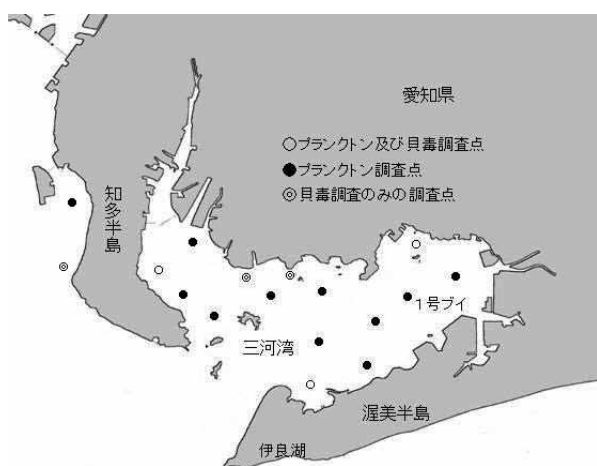 愛知県
○プランクトン及び貝毒調査点
●プランクトン調査点
◎貝毒調査のみの調査点
知多半島
1号ブイ
三河湾
渥美半島
伊良湖